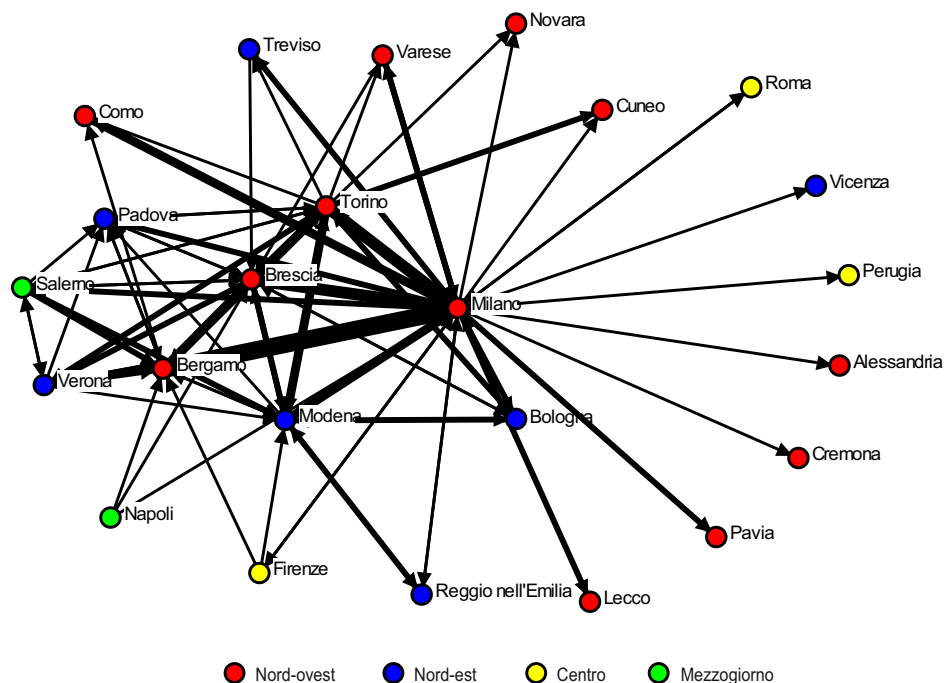 Novara
Treviso
Varese
Roma
Como
Cuneo
Vicenza
Torino
Padova
Perugia
Salerno
Brescia
Milano
Alessandria
Bergamo
Verona
Modena
Bologna
Cremona
Napoli
Pavia
Firenze
Reggio nell'Emilia
Lecco
Nord-ovest
Nord-est
Centro
Mezzogiorno